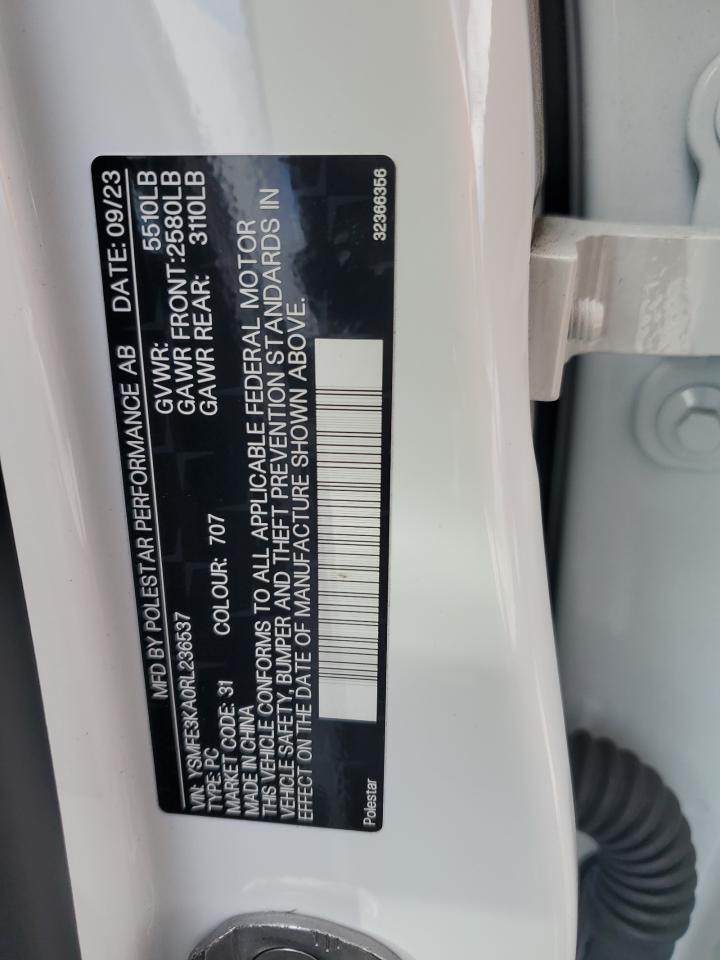 MFD BY POLESTAR PERFORMANCE AB DATE: 09/23
VIN: YSMFE3KA0RL236537 GVWR: 5510LB
TYPE: PC GAWR FRONT:2580LB
MARKET CODE: 31 COLOUR: 707 GAWR REAR: 3110LB
MADE IN CHINA
THIS VEHICLE CONFORMS TO ALL APPLICABLE FEDERAL MOTOR
VEHICLE SAFETY, BUMPER AND THEFT PREVENTION STANDARDS IN
EFFECT ON THE DATE OF MANUFACTURE SHOWN ABOVE.
Polestar 32366356